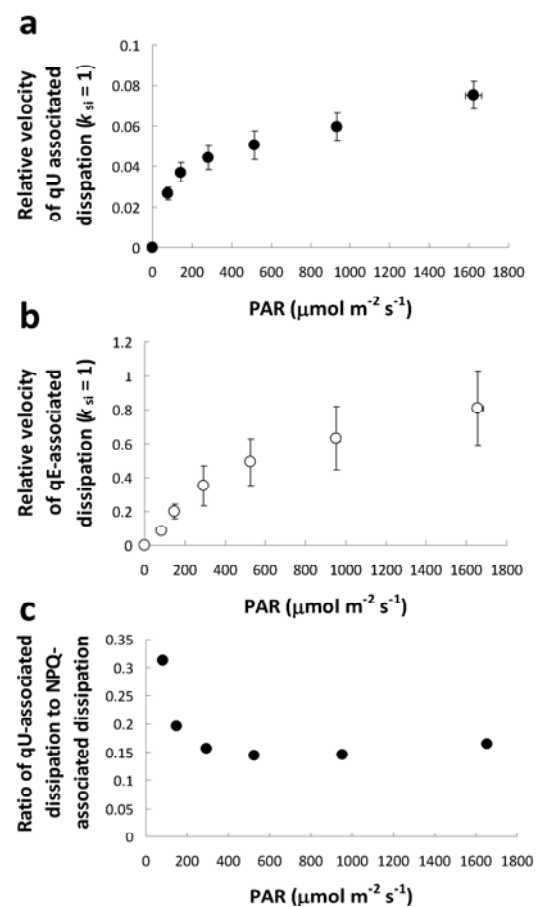 a
Relative velocity
of qU associtated
disspation (k si = 1)
0.1
0.08
0.06
0.04
0.02
0
0 200 400 600 800 1000 1200 1400 1600 1800
PAR (μmol m-2 s-1)
b
Relative velocity
of qE-associated
dissipation (k si = 1)
1.2
1
0.8
0.6
0.4
0.2
0
0 200 400 600 800 1000 1200 1400 1600 1800
PAR (μmol m-2 s-1)
c
Ratio of qU-associated
dissipation to NPQ-
associated dissipation
0.35
0.3
0.25
0.2
0.15
0.1
0.05
0
0 200 400 600 800 1000 1200 1400 1600 1800
PAR (μmol m-2 s-1)